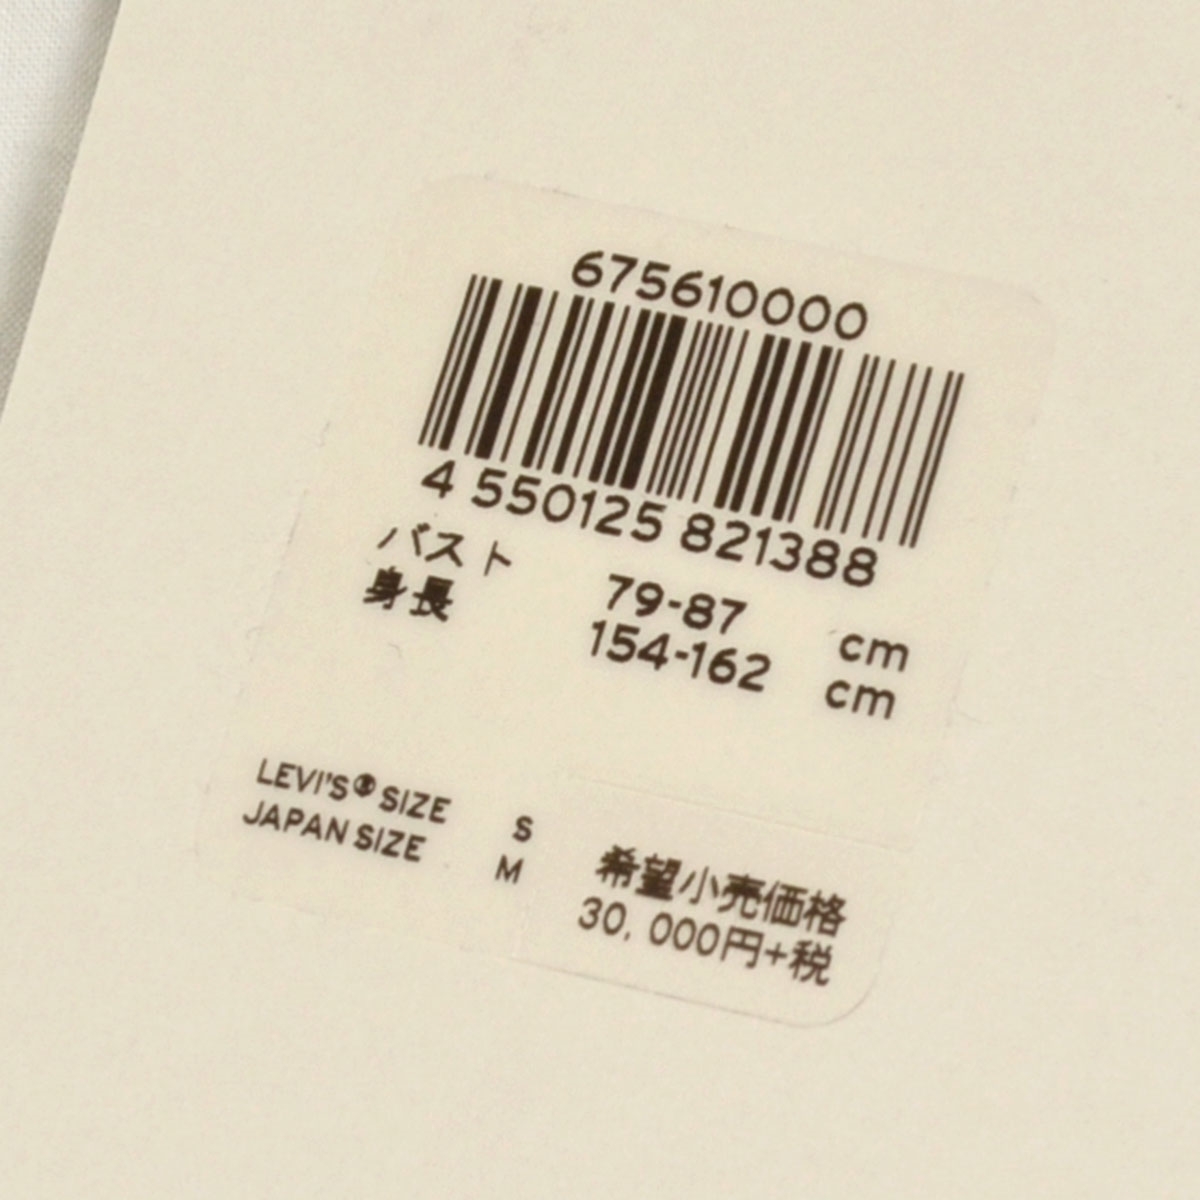 675610000
4 550125 821388
バスト 79-87 cm
身長 154-162 cm
LEVI'S® SIZE S
JAPAN SIZE M
希望小売価格
30,000円+税